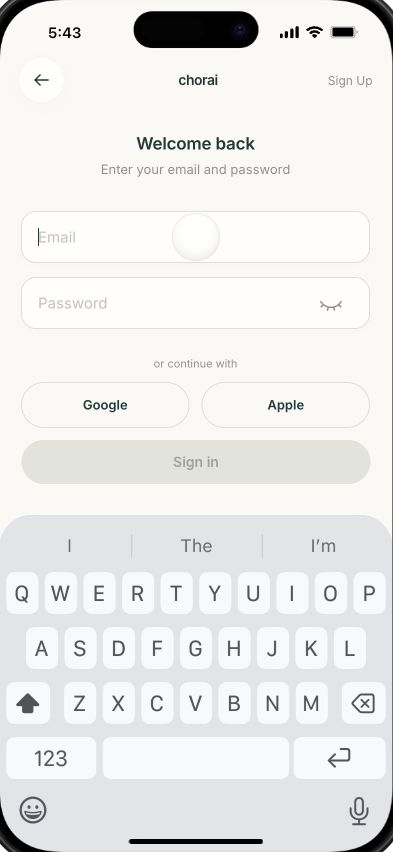 5:43
chorai
Sign Up
Welcome back
Enter your email and password
Email
Password
or continue with
Google Apple
Sign in
I The I’m
Q W E R T Y U I O P
A S D F G H J K L
Z X C V B N M
123